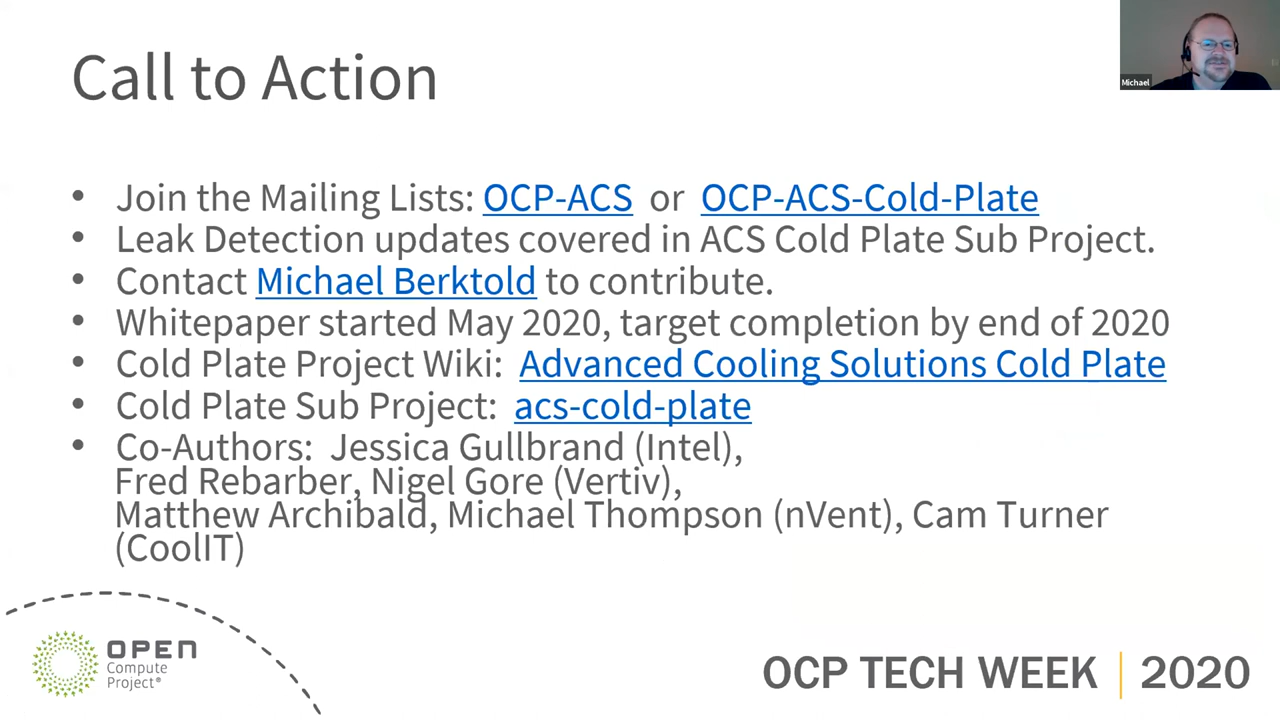 Call to Action
Michael
• Join the Mailing Lists: OCP-ACS or OCP-ACS-Cold-Plate
• Leak Detection updates covered in ACS Cold Plate Sub Project.
• Contact Michael Berktold to contribute.
• Whitepaper started May 2020, target completion by end of 2020
• Cold Plate Project Wiki: Advanced Cooling Solutions Cold Plate
• Cold Plate Sub Project: acs-cold-plate
• Co-Authors: Jessica Gullbrand (Intel),
Fred Rebarber, Nigel Gore (Vertiv),
Matthew Archibald, Michael Thompson (nVent), Cam Turner
(CoolIT)
OPEN
Compute
Project®
OCP TECH WEEK | 2020